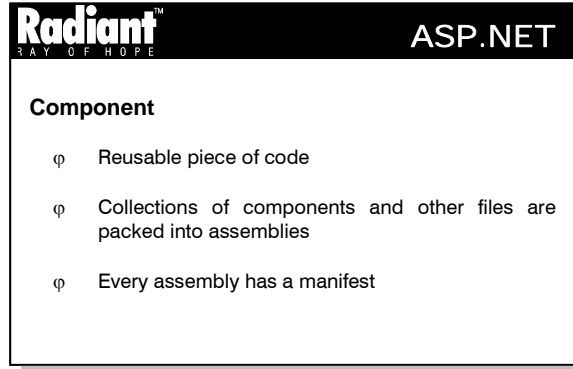 Radiant™
RAY OF HOPE
ASP.NET
Component
φ Reusable piece of code
φ Collections of components and other files are
packed into assemblies
φ Every assembly has a manifest